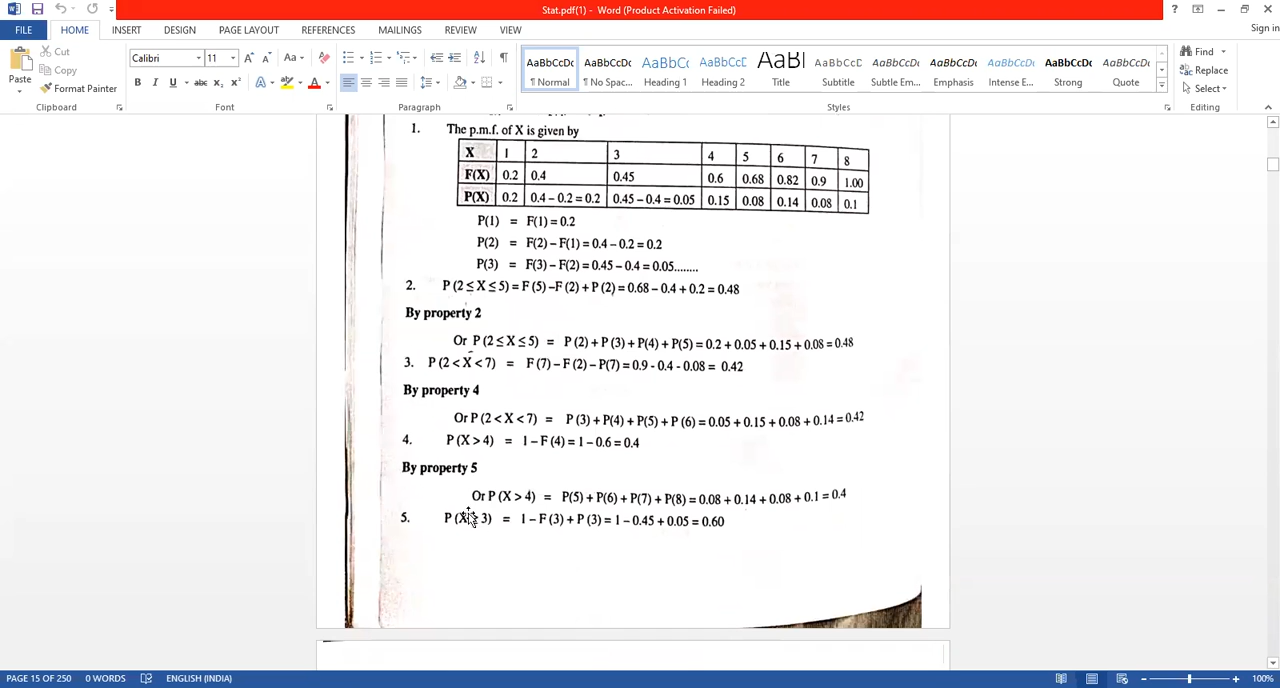 Stat.pdf(1) - Word (Product Activation Failed)
FILE HOME INSERT DESIGN PAGE LAYOUT REFERENCES MAILINGS REVIEW VIEW Sign in
Paste
Cut
Copy
Format Painter
Calibri 11
AaBbCcDc ¶ Normal
AaBbCcDc ¶ No Spac...
AaBbCc Heading 1
AaBbCcC Heading 2
AaBl Title
AaBbCcC Subtitle
AaBbCcDc Subtle Em...
AaBbCcDc Emphasis
AaBbCcDc Intense E...
AaBbCcDc Strong
AaBbCcDc Quote
Find
Replace
Select
Clipboard Font Paragraph Styles Editing
1. The p.m.f. of X is given by
X 1 2 3 4 5 6 7 8
F(X) 0.2 0.4 0.45 0.6 0.68 0.82 0.9 1.00
P(X) 0.2 0.4 – 0.2 = 0.2 0.45 – 0.4 = 0.05 0.15 0.08 0.14 0.08 0.1
P(1) = F(1) = 0.2
P(2) = F(2) – F(1) = 0.4 – 0.2 = 0.2
P(3) = F(3) – F(2) = 0.45 – 0.4 = 0.05.......
2. P (2 ≤ X ≤ 5) = F (5) –F (2) + P (2) = 0.68 – 0.4 + 0.2 = 0.48
By property 2
Or P (2 ≤ X ≤ 5) = P (2) + P (3) + P(4) + P(5) = 0.2 + 0.05 + 0.15 + 0.08 = 0.48
3. P (2 < X < 7) = F (7) – F (2) – P(7) = 0.9 - 0.4 - 0.08 = 0.42
By property 4
Or P (2 < X < 7) = P(3) + P(4) + P(5) + P (6) = 0.05 + 0.15 + 0.08 + 0.14 = 0.42
4. P (X > 4) = 1 – F (4) = 1 – 0.6 = 0.4
By property 5
Or P (X > 4) = P(5) + P(6) + P(7) + P(8) = 0.08 + 0.14 + 0.08 + 0.1 = 0.4
5. P (X ≥ 3) = 1 – F (3) + P (3) = 1 – 0.45 + 0.05 = 0.60
PAGE 15 OF 250 0 WORDS ENGLISH (INDIA) 100%